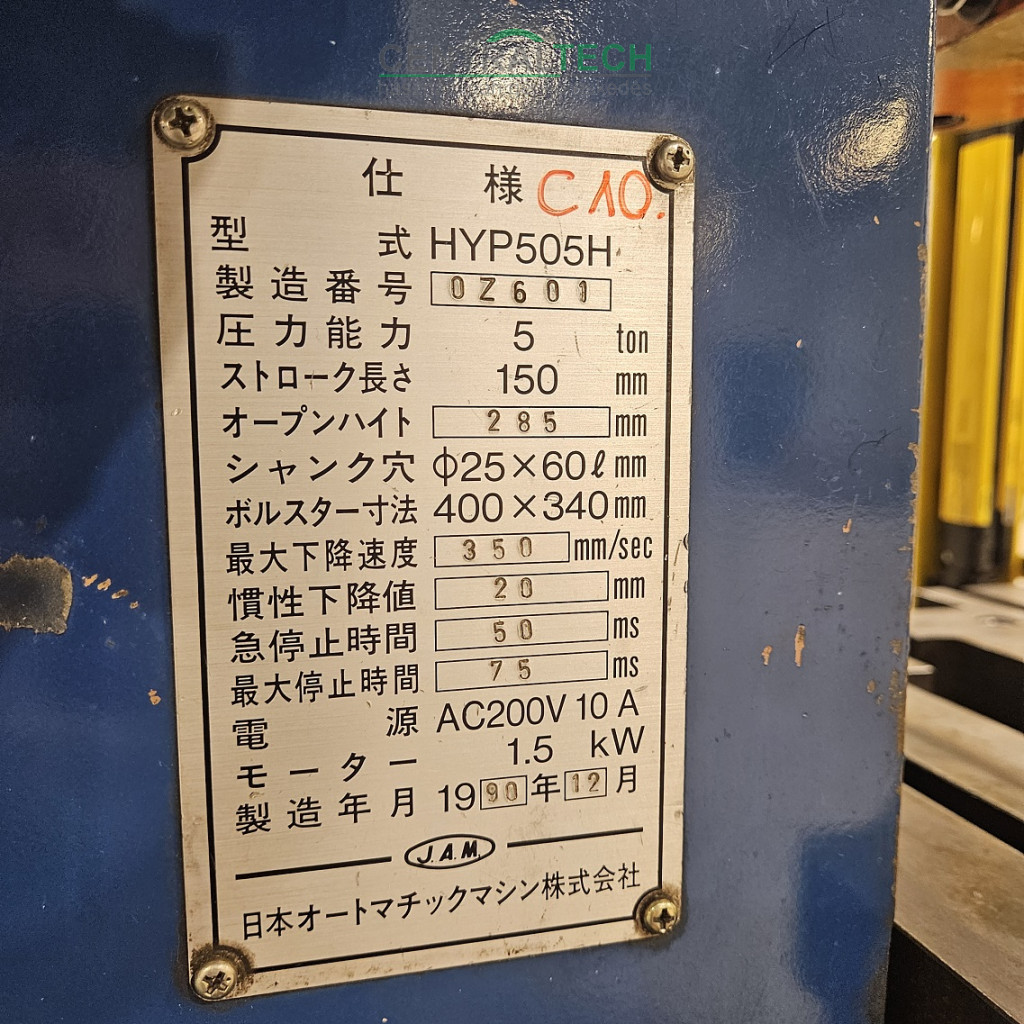 TECH
仕様 C10.
型式 HYP505H
製造番号 0Z601
圧力能力 5 ton
ストローク長さ 150 mm
オープンハイト 285 mm
シャンク穴 φ25×60ℓ mm
ボルスター寸法 400×340 mm
最大下降速度 350 mm/sec
慣性下降値 20 mm
急停止時間 50 ms
最大停止時間 75 ms
電源 AC200V 10 A
モーター 1.5 kW
製造年月 1990年12月
J.A.M.
日本オートマチックマシン株式会社